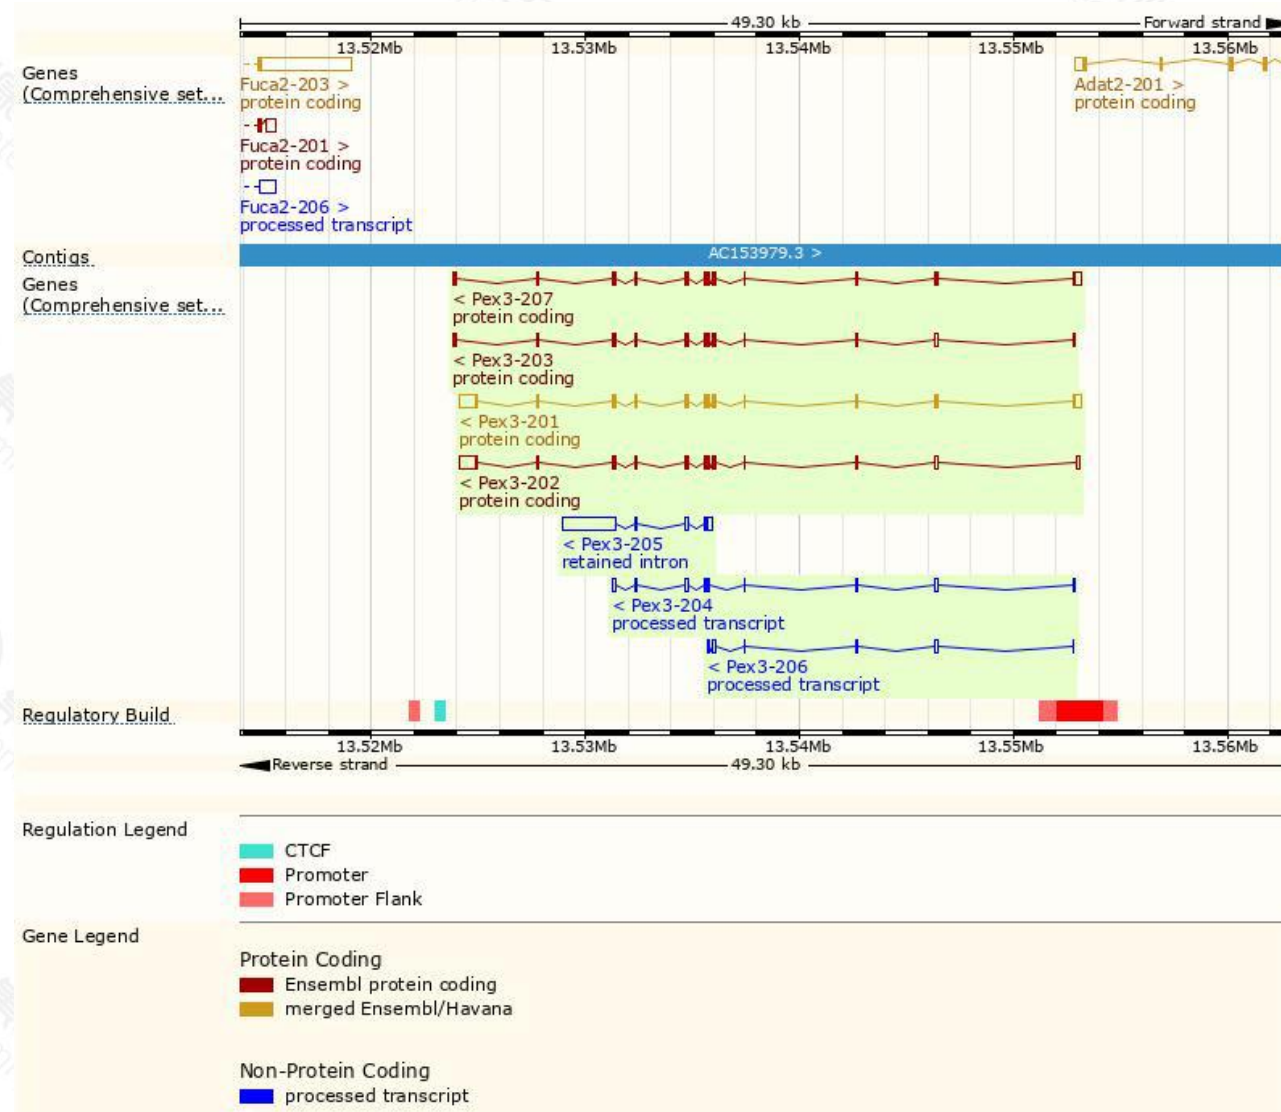 49.30 kb
Forward strand
13.52Mb 13.53Mb 13.54Mb 13.55Mb 13.56Mb
Genes
(Comprehensive set...
Fuca2-203 >
protein coding
Adat2-201 >
protein coding
Fuca2-201 >
protein coding
Fuca2-206 >
processed transcript
Contigs
AC153979.3 >
Genes
(Comprehensive set...
< Pex3-207
protein coding
< Pex3-203
protein coding
< Pex3-201
protein coding
< Pex3-202
protein coding
< Pex3-205
retained intron
< Pex3-204
processed transcript
< Pex3-206
processed transcript
Regulatory Build
13.52Mb 13.53Mb 13.54Mb 13.55Mb 13.56Mb
Reverse strand
49.30 kb
Regulation Legend
CTCF
Promoter
Promoter Flank
Gene Legend
Protein Coding
Ensembl protein coding
merged Ensembl/Havana
Non-Protein Coding
processed transcript